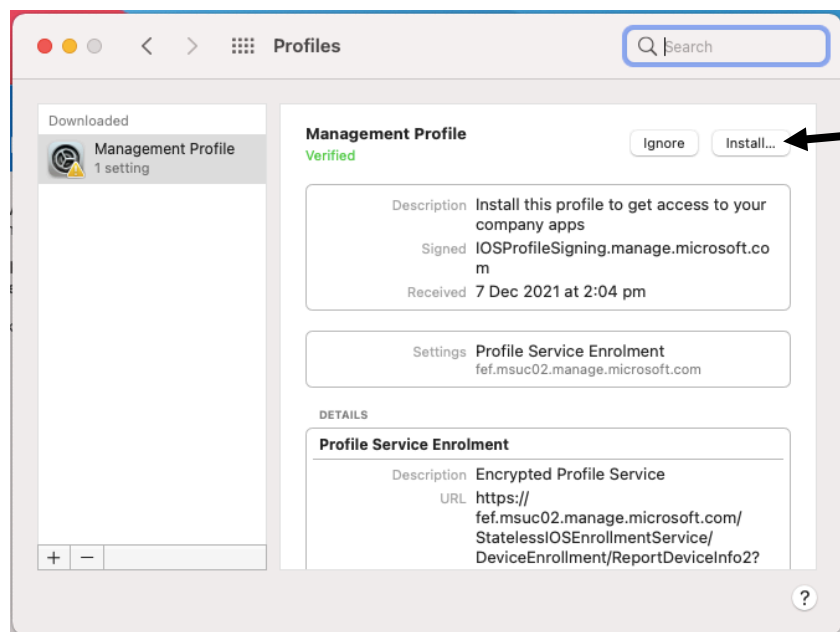 Profiles
Search
Downloaded
Management Profile
1 setting
Management Profile
Verified
Ignore
Install...
Description Install this profile to get access to your
company apps
Signed IOSProfileSigning.manage.microsoft.co
m
Received 7 Dec 2021 at 2:04 pm
Settings Profile Service Enrolment
fef.msuc02.manage.microsoft.com
DETAILS
Profile Service Enrolment
Description Encrypted Profile Service
URL https://
fef.msuc02.manage.microsoft.com/
StatelessIOSEnrollmentService/
DeviceEnrollment/ReportDeviceInfo2?
+ −
?